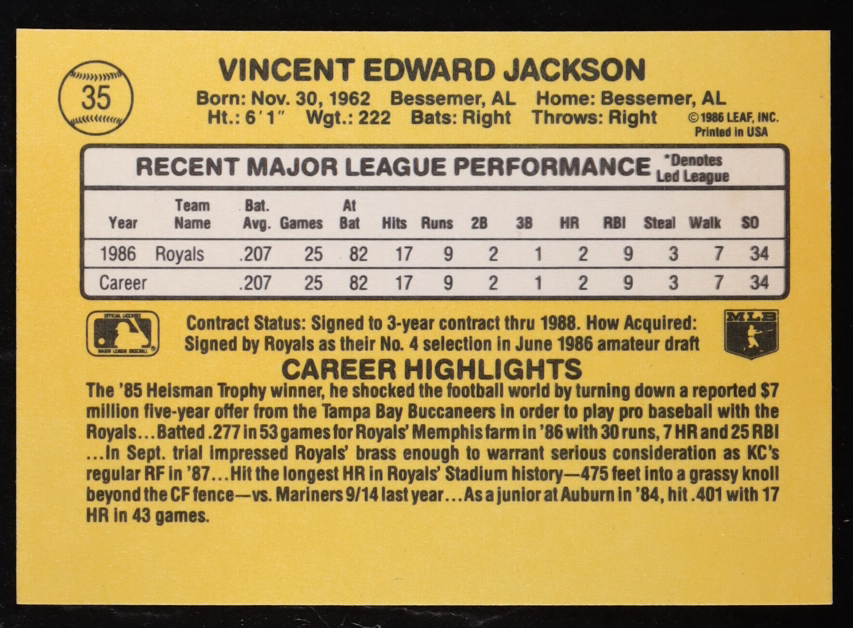 35
VINCENT EDWARD JACKSON
Born: Nov. 30, 1962 Bessemer, AL Home: Bessemer, AL
Ht.: 6'1" Wgt.: 222 Bats: Right Throws: Right
© 1986 LEAF, INC.
Printed in USA
RECENT MAJOR LEAGUE PERFORMANCE *Denotes
Led League
Year Team Name Bat. Avg. Games At Bat Hits Runs 2B 3B HR RBI Steal Walk SO
1986 Royals .207 25 82 17 9 2 1 2 9 3 7 34
Career .207 25 82 17 9 2 1 2 9 3 7 34
OFFICIAL LICENSEE
MAJOR LEAGUE BASEBALL
Contract Status: Signed to 3-year contract thru 1988. How Acquired:
Signed by Royals as their No. 4 selection in June 1986 amateur draft
MLB
CAREER HIGHLIGHTS
The '85 Heisman Trophy winner, he shocked the football world by turning down a reported $7
million five-year offer from the Tampa Bay Buccaneers in order to play pro baseball with the
Royals...Batted .277 in 53 games for Royals' Memphis farm in '86 with 30 runs, 7 HR and 25 RBI
...In Sept. trial impressed Royals' brass enough to warrant serious consideration as KC's
regular RF in '87...Hit the longest HR in Royals' Stadium history—475 feet into a grassy knoll
beyond the CF fence—vs. Mariners 9/14 last year...As a junior at Auburn in '84, hit .401 with 17
HR in 43 games.